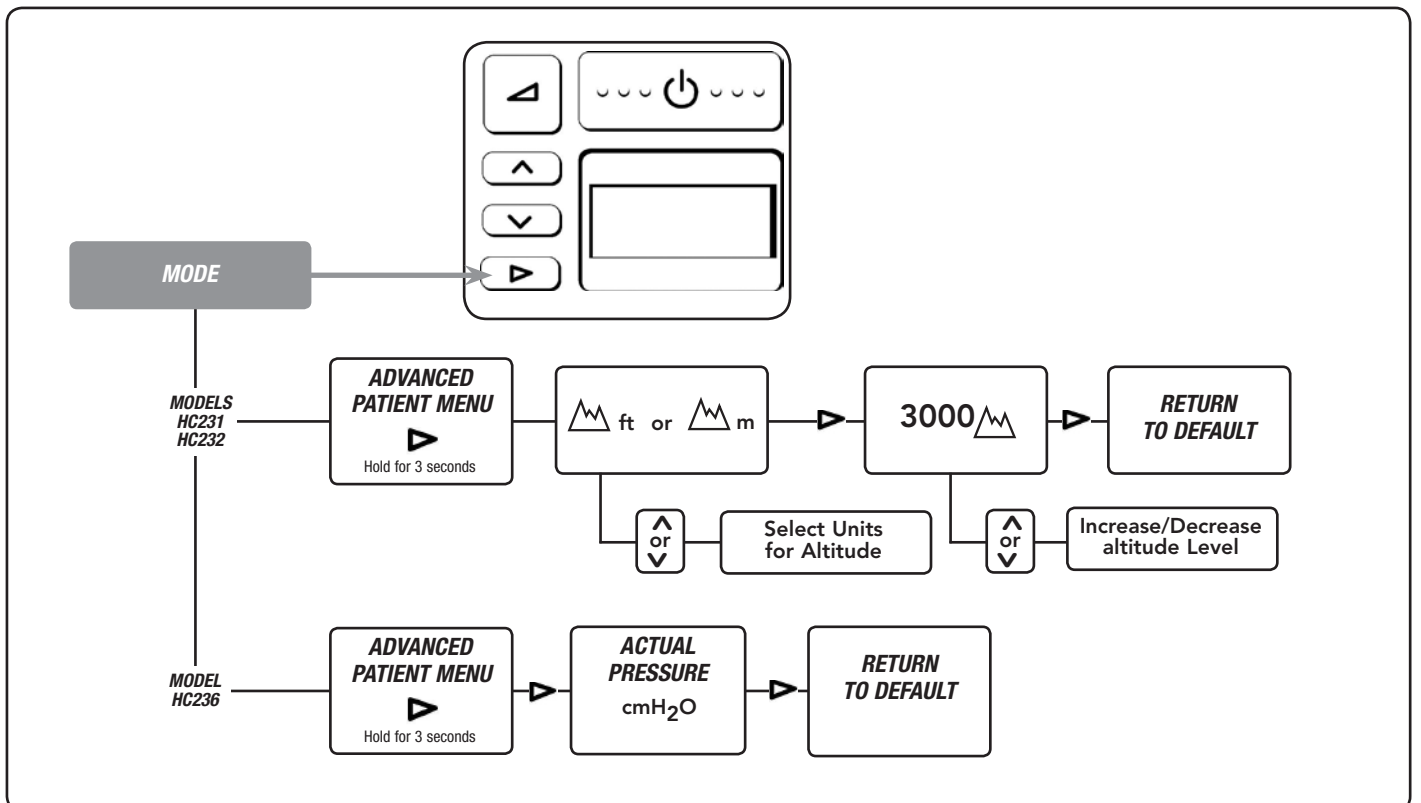 MODE
MODELS
HC231
HC232
ADVANCED
PATIENT MENU
Hold for 3 seconds
ft or m
3000
RETURN
TO DEFAULT
or
Select Units
for Altitude
or
Increase/Decrease
altitude Level
MODEL
HC236
ADVANCED
PATIENT MENU
Hold for 3 seconds
ACTUAL
PRESSURE
cmH2O
RETURN
TO DEFAULT